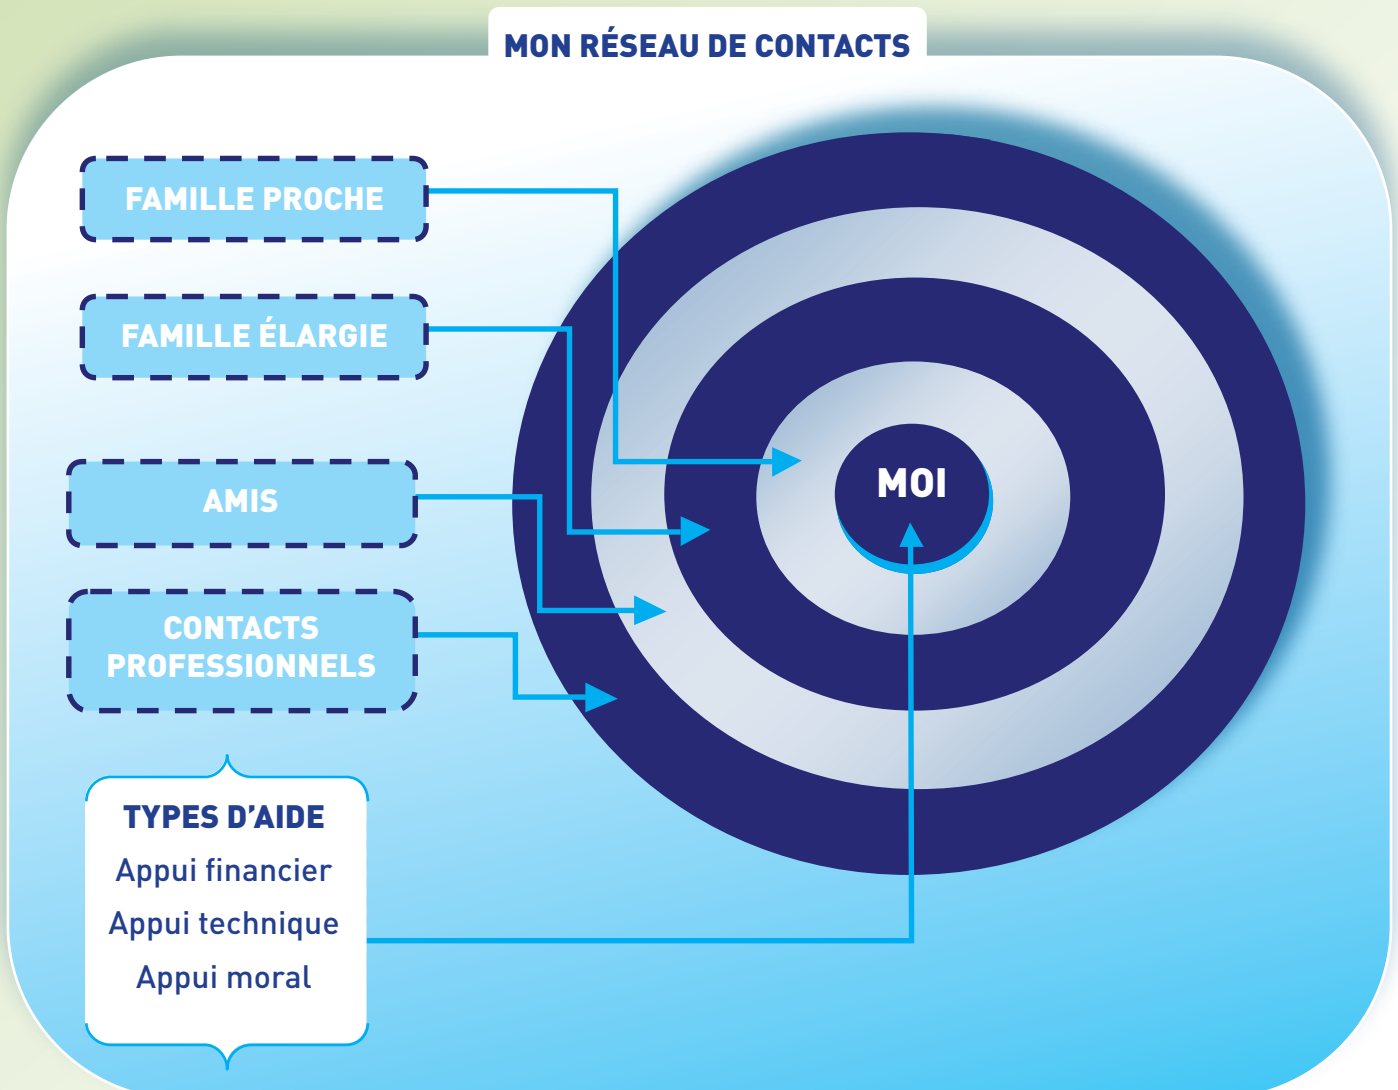 MON RÉSEAU DE CONTACTS
FAMILLE PROCHE
FAMILLE ÉLARGIE
AMIS
CONTACTS
PROFESSIONNELS
MOI
TYPES D’AIDE
Appui financier
Appui technique
Appui moral